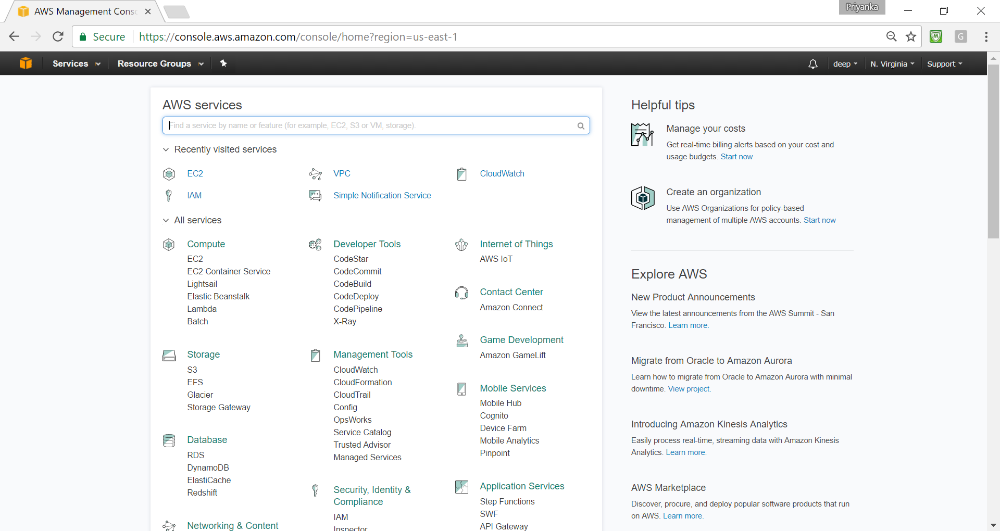 AWS Management Cons
Priyanka
Secure
https://console.aws.amazon.com/console/home?region=us-east-1
G
Services
Resource Groups
deep
N. Virginia
Support
AWS services
Find a service by name or feature (for example, EC2, S3 or VM, storage).
Recently visited services
EC2
VPC
CloudWatch
IAM
Simple Notification Service
All services
Compute
EC2
EC2 Container Service
Lightsail
Elastic Beanstalk
Lambda
Batch
Storage
S3
EFS
Glacier
Storage Gateway
Database
RDS
DynamoDB
ElastiCache
Redshift
Networking & Content
Developer Tools
CodeStar
CodeCommit
CodeBuild
CodeDeploy
CodePipeline
X-Ray
Management Tools
CloudWatch
CloudFormation
CloudTrail
Config
OpsWorks
Service Catalog
Trusted Advisor
Managed Services
Security, Identity &
Compliance
IAM
Inspector
Internet of Things
AWS IoT
Contact Center
Amazon Connect
Game Development
Amazon GameLift
Mobile Services
Mobile Hub
Cognito
Device Farm
Mobile Analytics
Pinpoint
Application Services
Step Functions
SWF
API Gateway
Helpful tips
Manage your costs
Get real-time billing alerts based on your cost and
usage budgets. Start now
Create an organization
Use AWS Organizations for policy-based
management of multiple AWS accounts. Start now
Explore AWS
New Product Announcements
View the latest announcements from the AWS Summit - San
Francisco. Learn more.
Migrate from Oracle to Amazon Aurora
Learn how to migrate from Oracle to Amazon Aurora with minimal
downtime. View project.
Introducing Amazon Kinesis Analytics
Easily process real-time, streaming data with Amazon Kinesis
Analytics. Learn more.
AWS Marketplace
Discover, procure, and deploy popular software products that run
on AWS. Learn more.